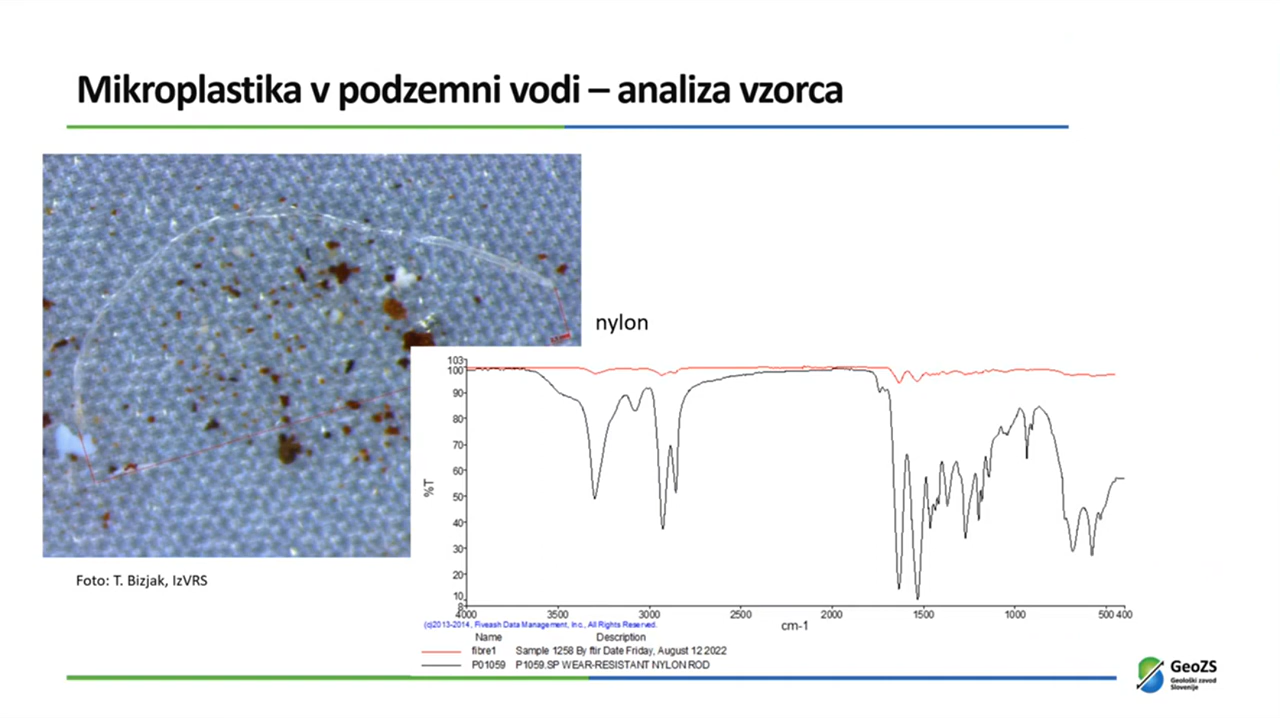 Mikroplastika v podzemni vodi – analiza vzorca
nylon
103
100
90
80
70
60
50
40
30
20
10
8
%T
4000 3500 3000 2500 2000 1500 1000 500 400
cm-1
Foto: T. Bizjak, IzVRS
(c)2013-2014, Fiveash Data Management, Inc., All Rights Reserved.
Name Description
fibre1 Sample 1258 By ftir Date Friday, August 12 2022
P01059 P1059.SP WEAR-RESISTANT NYLON ROD
GeoZS
Geološki zavod
Slovenije